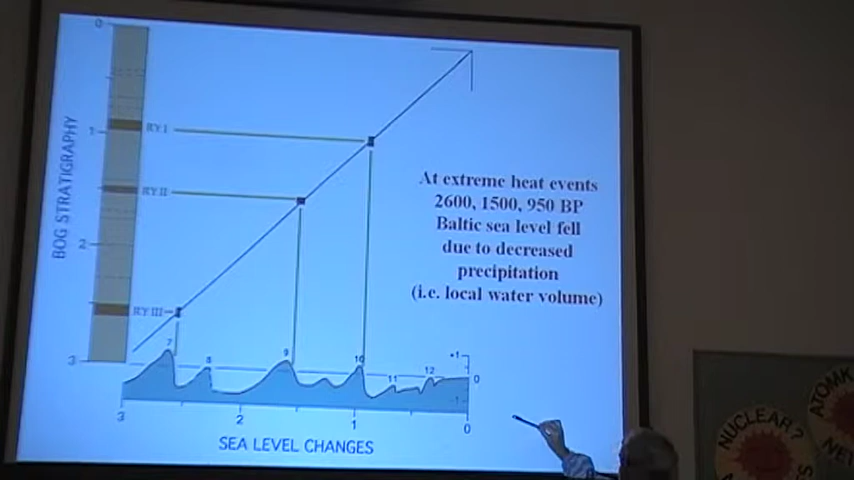 0
BOG STRATIGRAPHY
1
RY I
RY II
2
RY III
3
At extreme heat events
2600, 1500, 950 BP
Baltic sea level fell
due to decreased
precipitation
(i.e. local water volume)
7
8
9
10
11
12
+1
0
-1
3
2
1
0
SEA LEVEL CHANGES
NUCLEAR?
ATOMK
NE